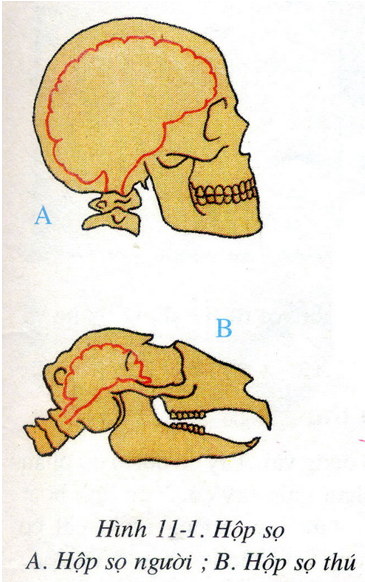 A
B
Hình 11-1. Hộp sọ
A. Hộp sọ người ; B. Hộp sọ thú